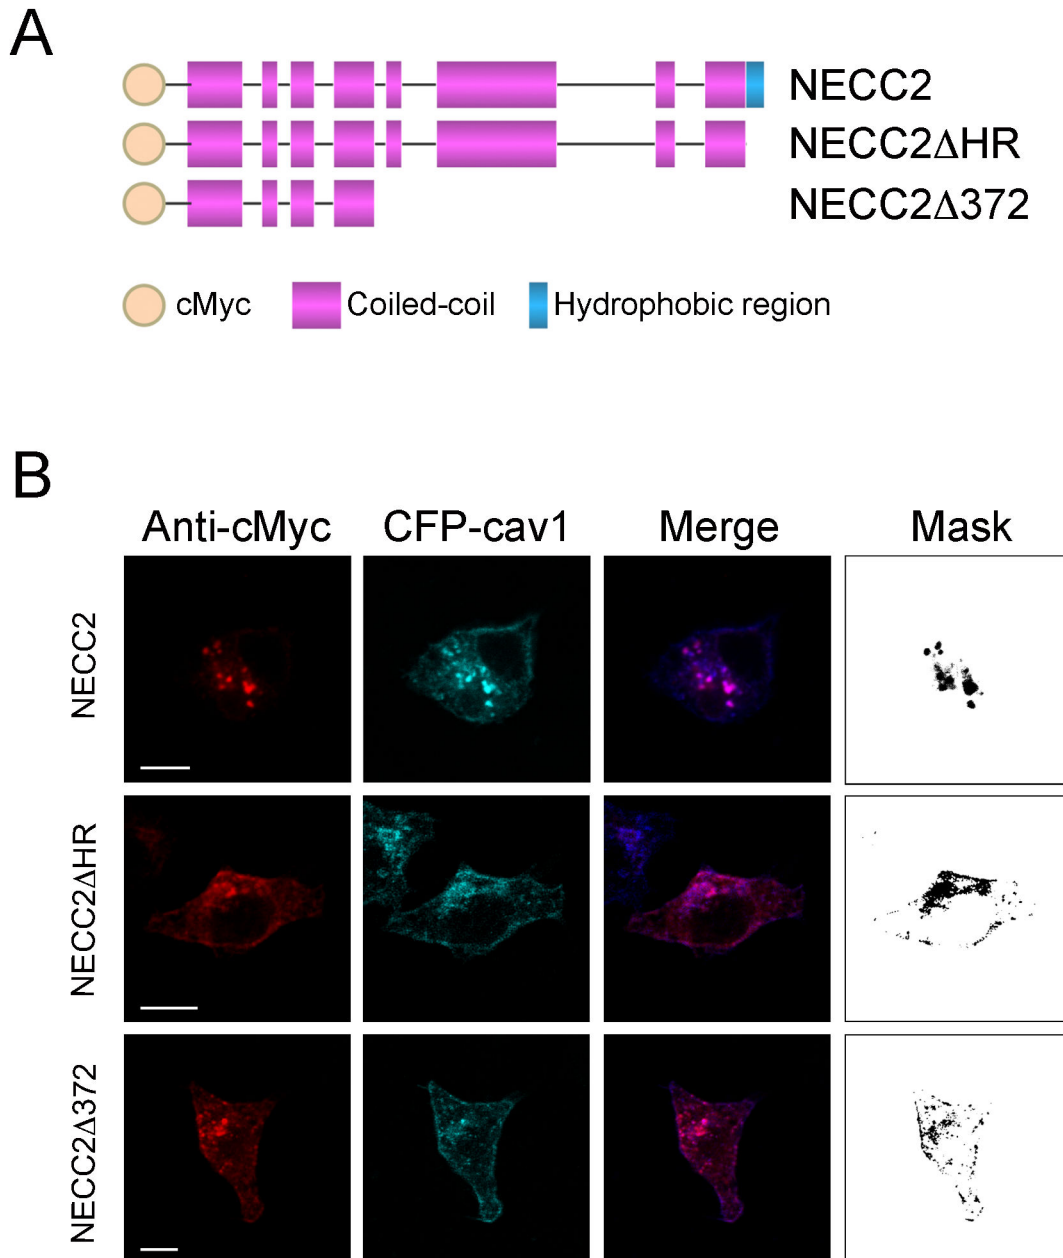 A
NECC2
NECC2ΔHR
NECC2Δ372
cMyc
Coiled-coil
Hydrophobic region
B
Anti-cMyc
CFP-cav1
Merge
Mask
NECC2
NECC2ΔHR
NECC2Δ372